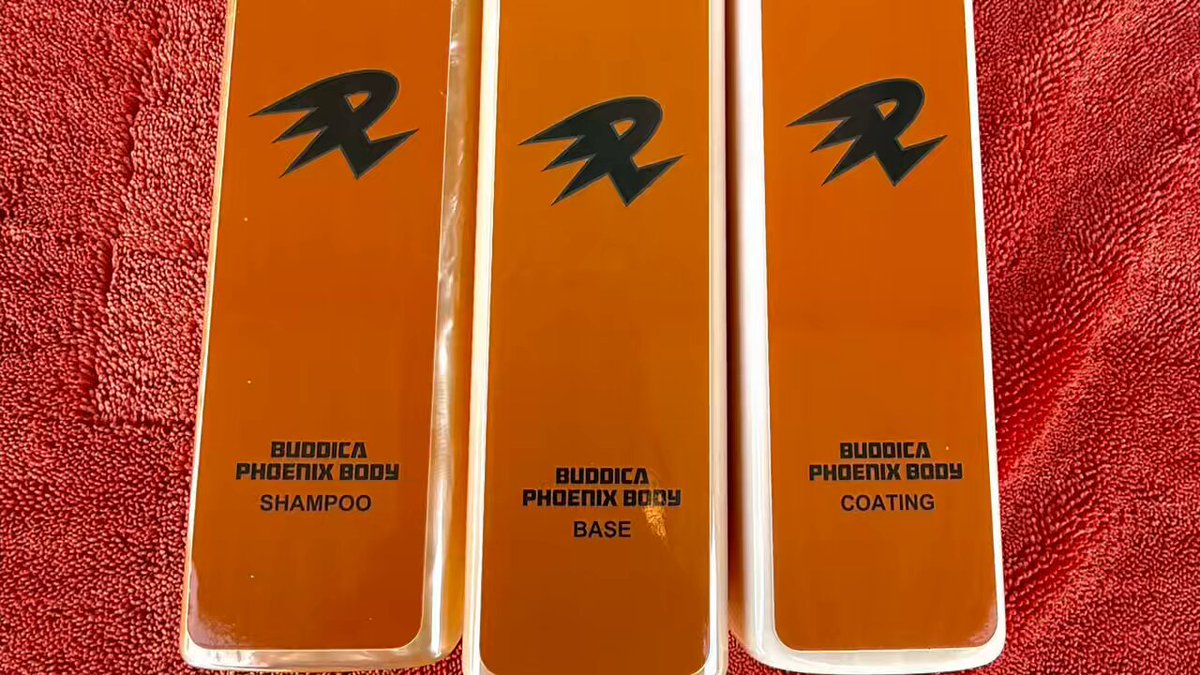 BUDDICA
PHOENIX BODY
SHAMPOO
BUDDICA
PHOENIX BODY
BASE
BUDDICA
PHOENIX BODY
COATING